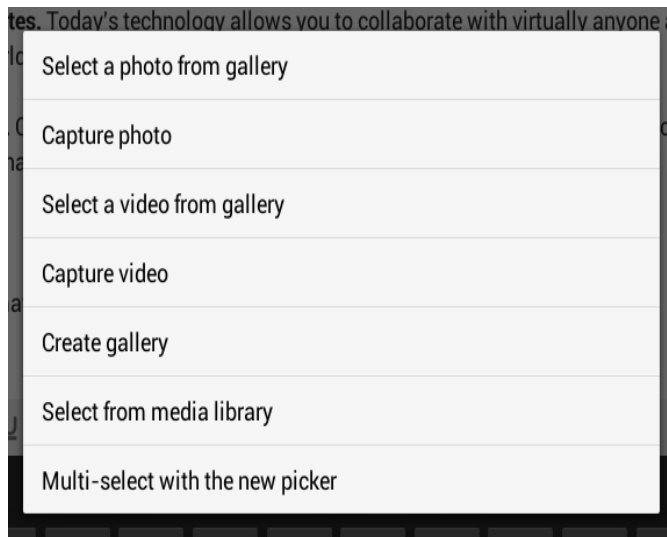 tes. Today's technology allows you to collaborate with virtually anyone
Select a photo from gallery
Capture photo
Select a video from gallery
Capture video
Create gallery
Select from media library
Multi-select with the new picker
U